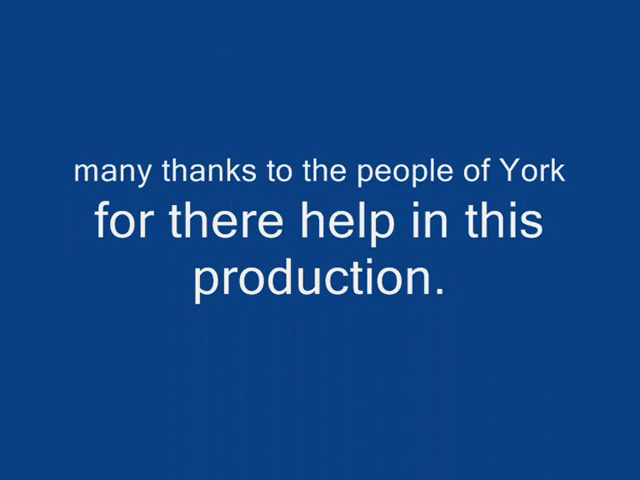 many thanks to the people of York
for there help in this
production.